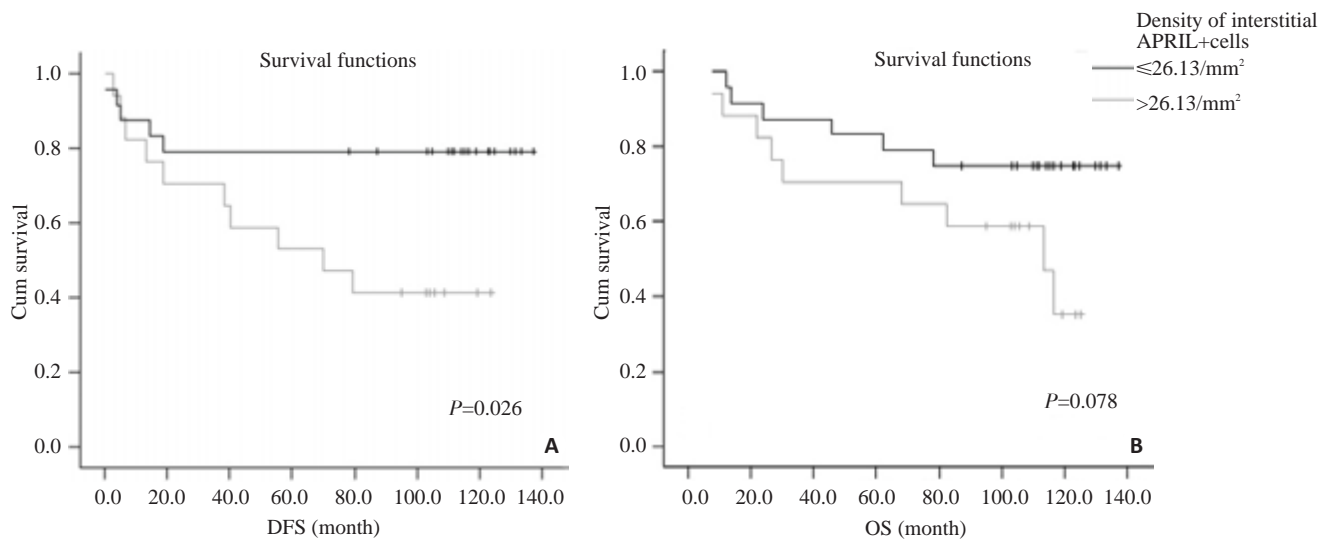 Density of interstitial
APRIL+cells
≤26.13/mm²
>26.13/mm²
Survival functions
1.0
0.8
0.6
0.4
0.2
0.0
Cum survival
P=0.026
A
0.0 20.0 40.0 60.0 80.0 100.0 120.0 140.0
DFS (month)
Survival functions
1.0
0.8
0.6
0.4
0.2
0.0
Cum survival
P=0.078
B
0.0 20.0 40.0 60.0 80.0 100.0 120.0 140.0
OS (month)